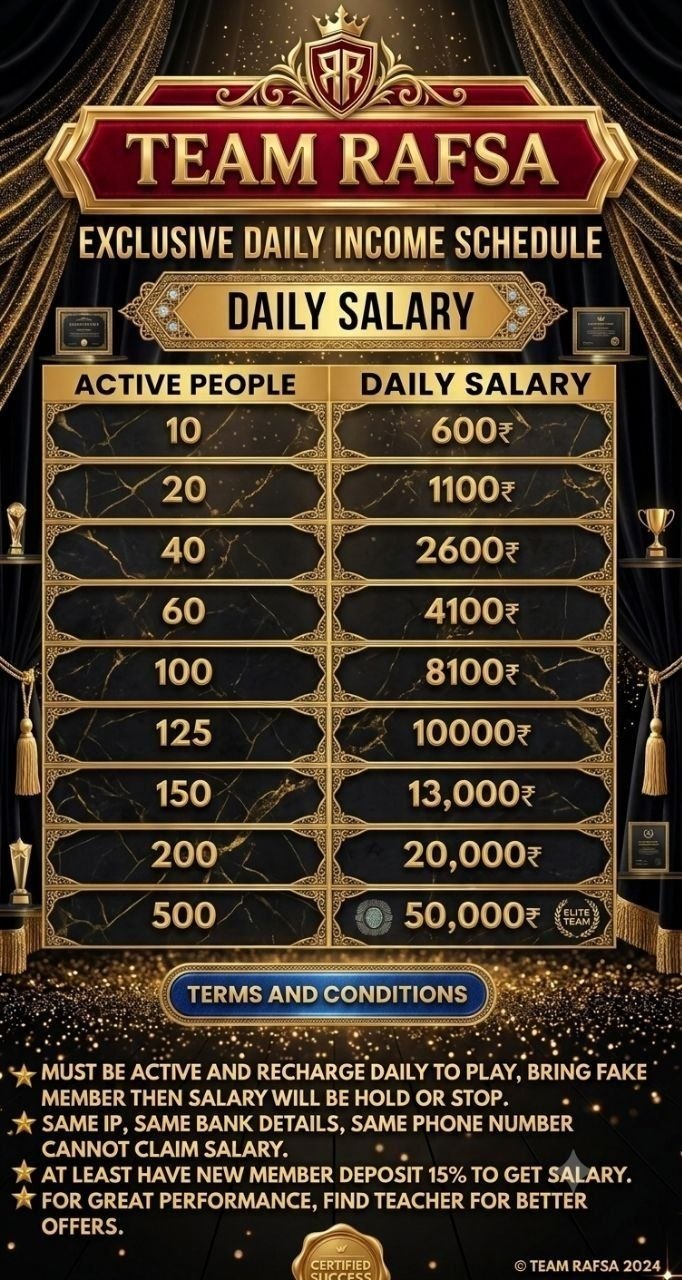 RR
TEAM RAFSA
EXCLUSIVE DAILY INCOME SCHEDULE
DAILY SALARY
ACTIVE PEOPLE DAILY SALARY
10 600₹
20 1100₹
40 2600₹
60 4100₹
100 8100₹
125 10000₹
150 13,000₹
200 20,000₹
500 50,000₹ ELITE TEAM
TERMS AND CONDITIONS
MUST BE ACTIVE AND RECHARGE DAILY TO PLAY, BRING FAKE
MEMBER THEN SALARY WILL BE HOLD OR STOP.
SAME IP, SAME BANK DETAILS, SAME PHONE NUMBER
CANNOT CLAIM SALARY.
AT LEAST HAVE NEW MEMBER DEPOSIT 15% TO GET SALARY.
FOR GREAT PERFORMANCE, FIND TEACHER FOR BETTER
OFFERS.
CERTIFIED
SUCCESS
© TEAM RAFSA 2024